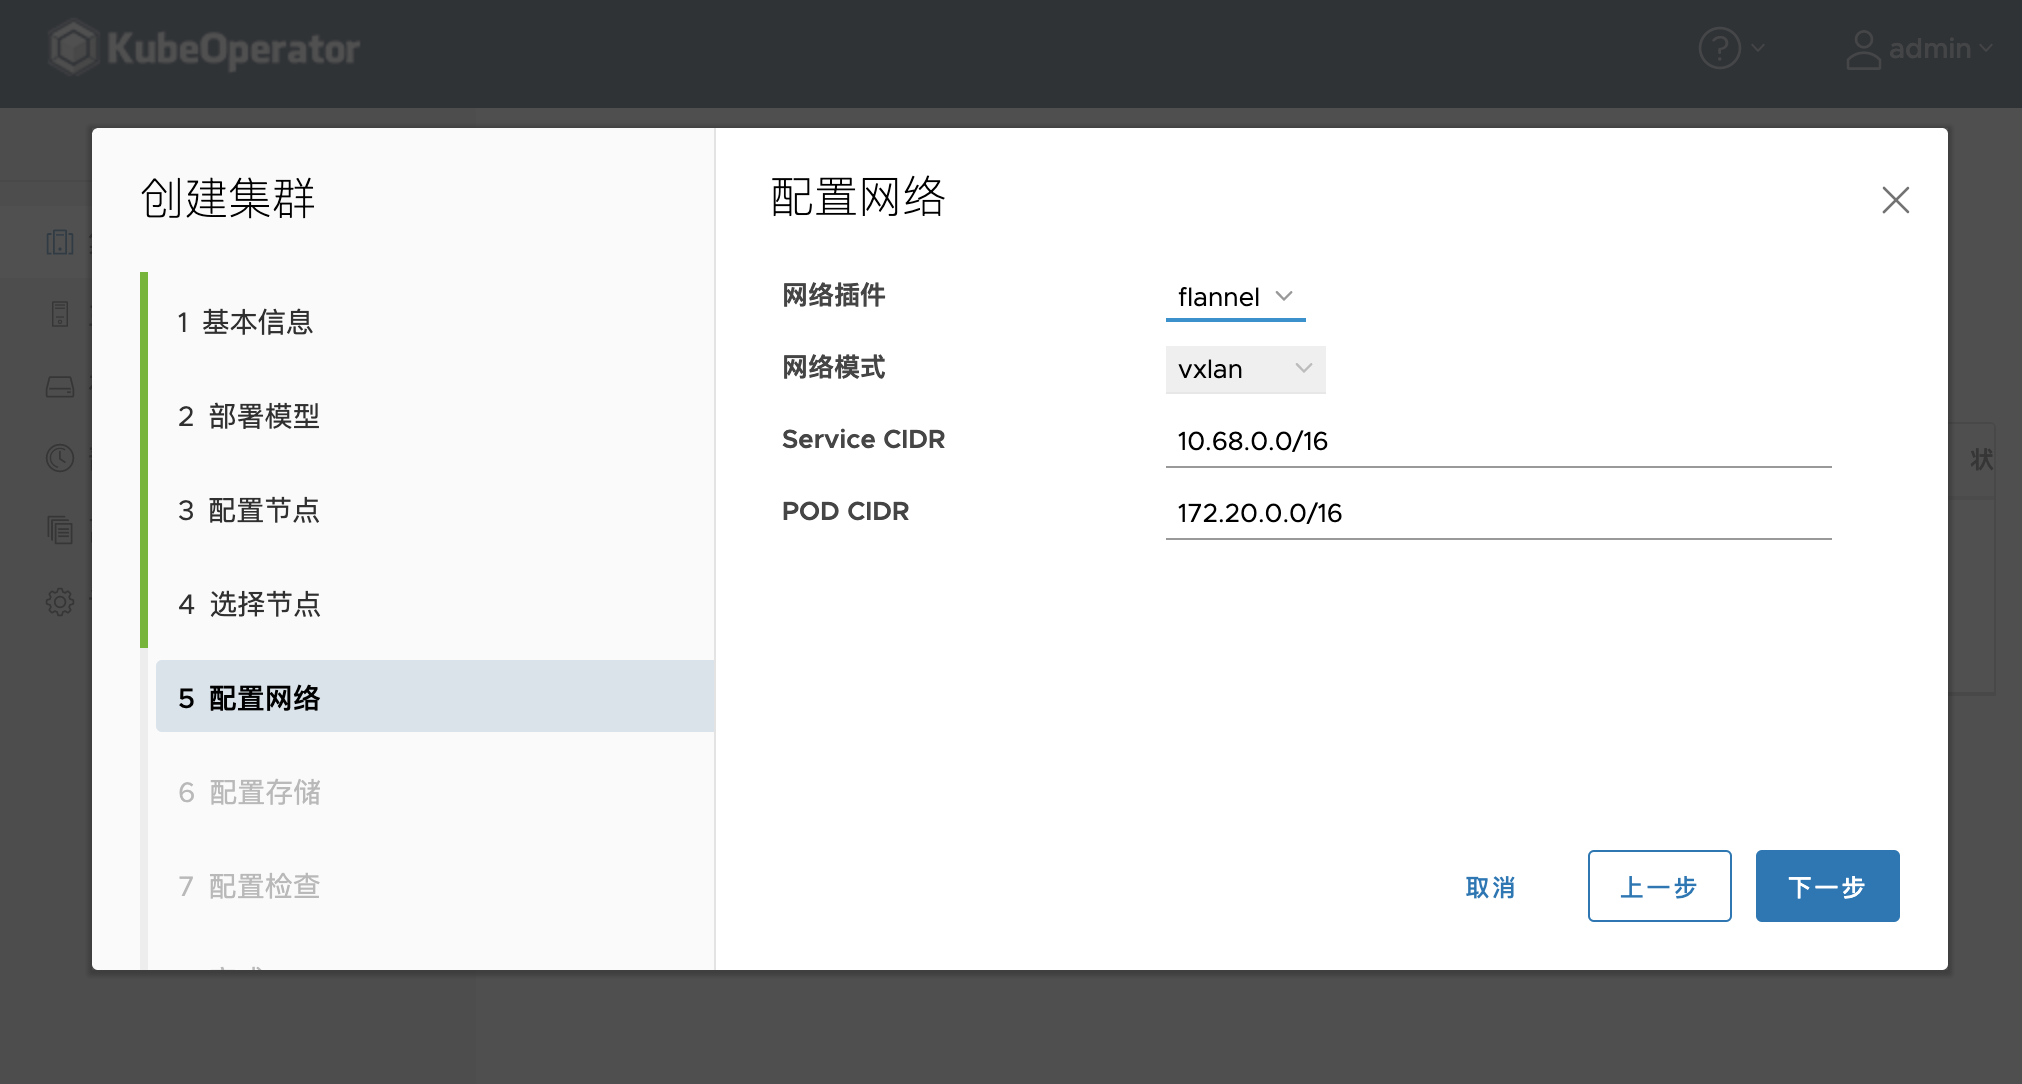 KubeOperator
admin
创建集群
1 基本信息
2 部署模型
3 配置节点
4 选择节点
5 配置网络
6 配置存储
7 配置检查
配置网络
网络插件
flannel
网络模式
vxlan
Service CIDR
10.68.0.0/16
POD CIDR
172.20.0.0/16
取消
上一步
下一步
状